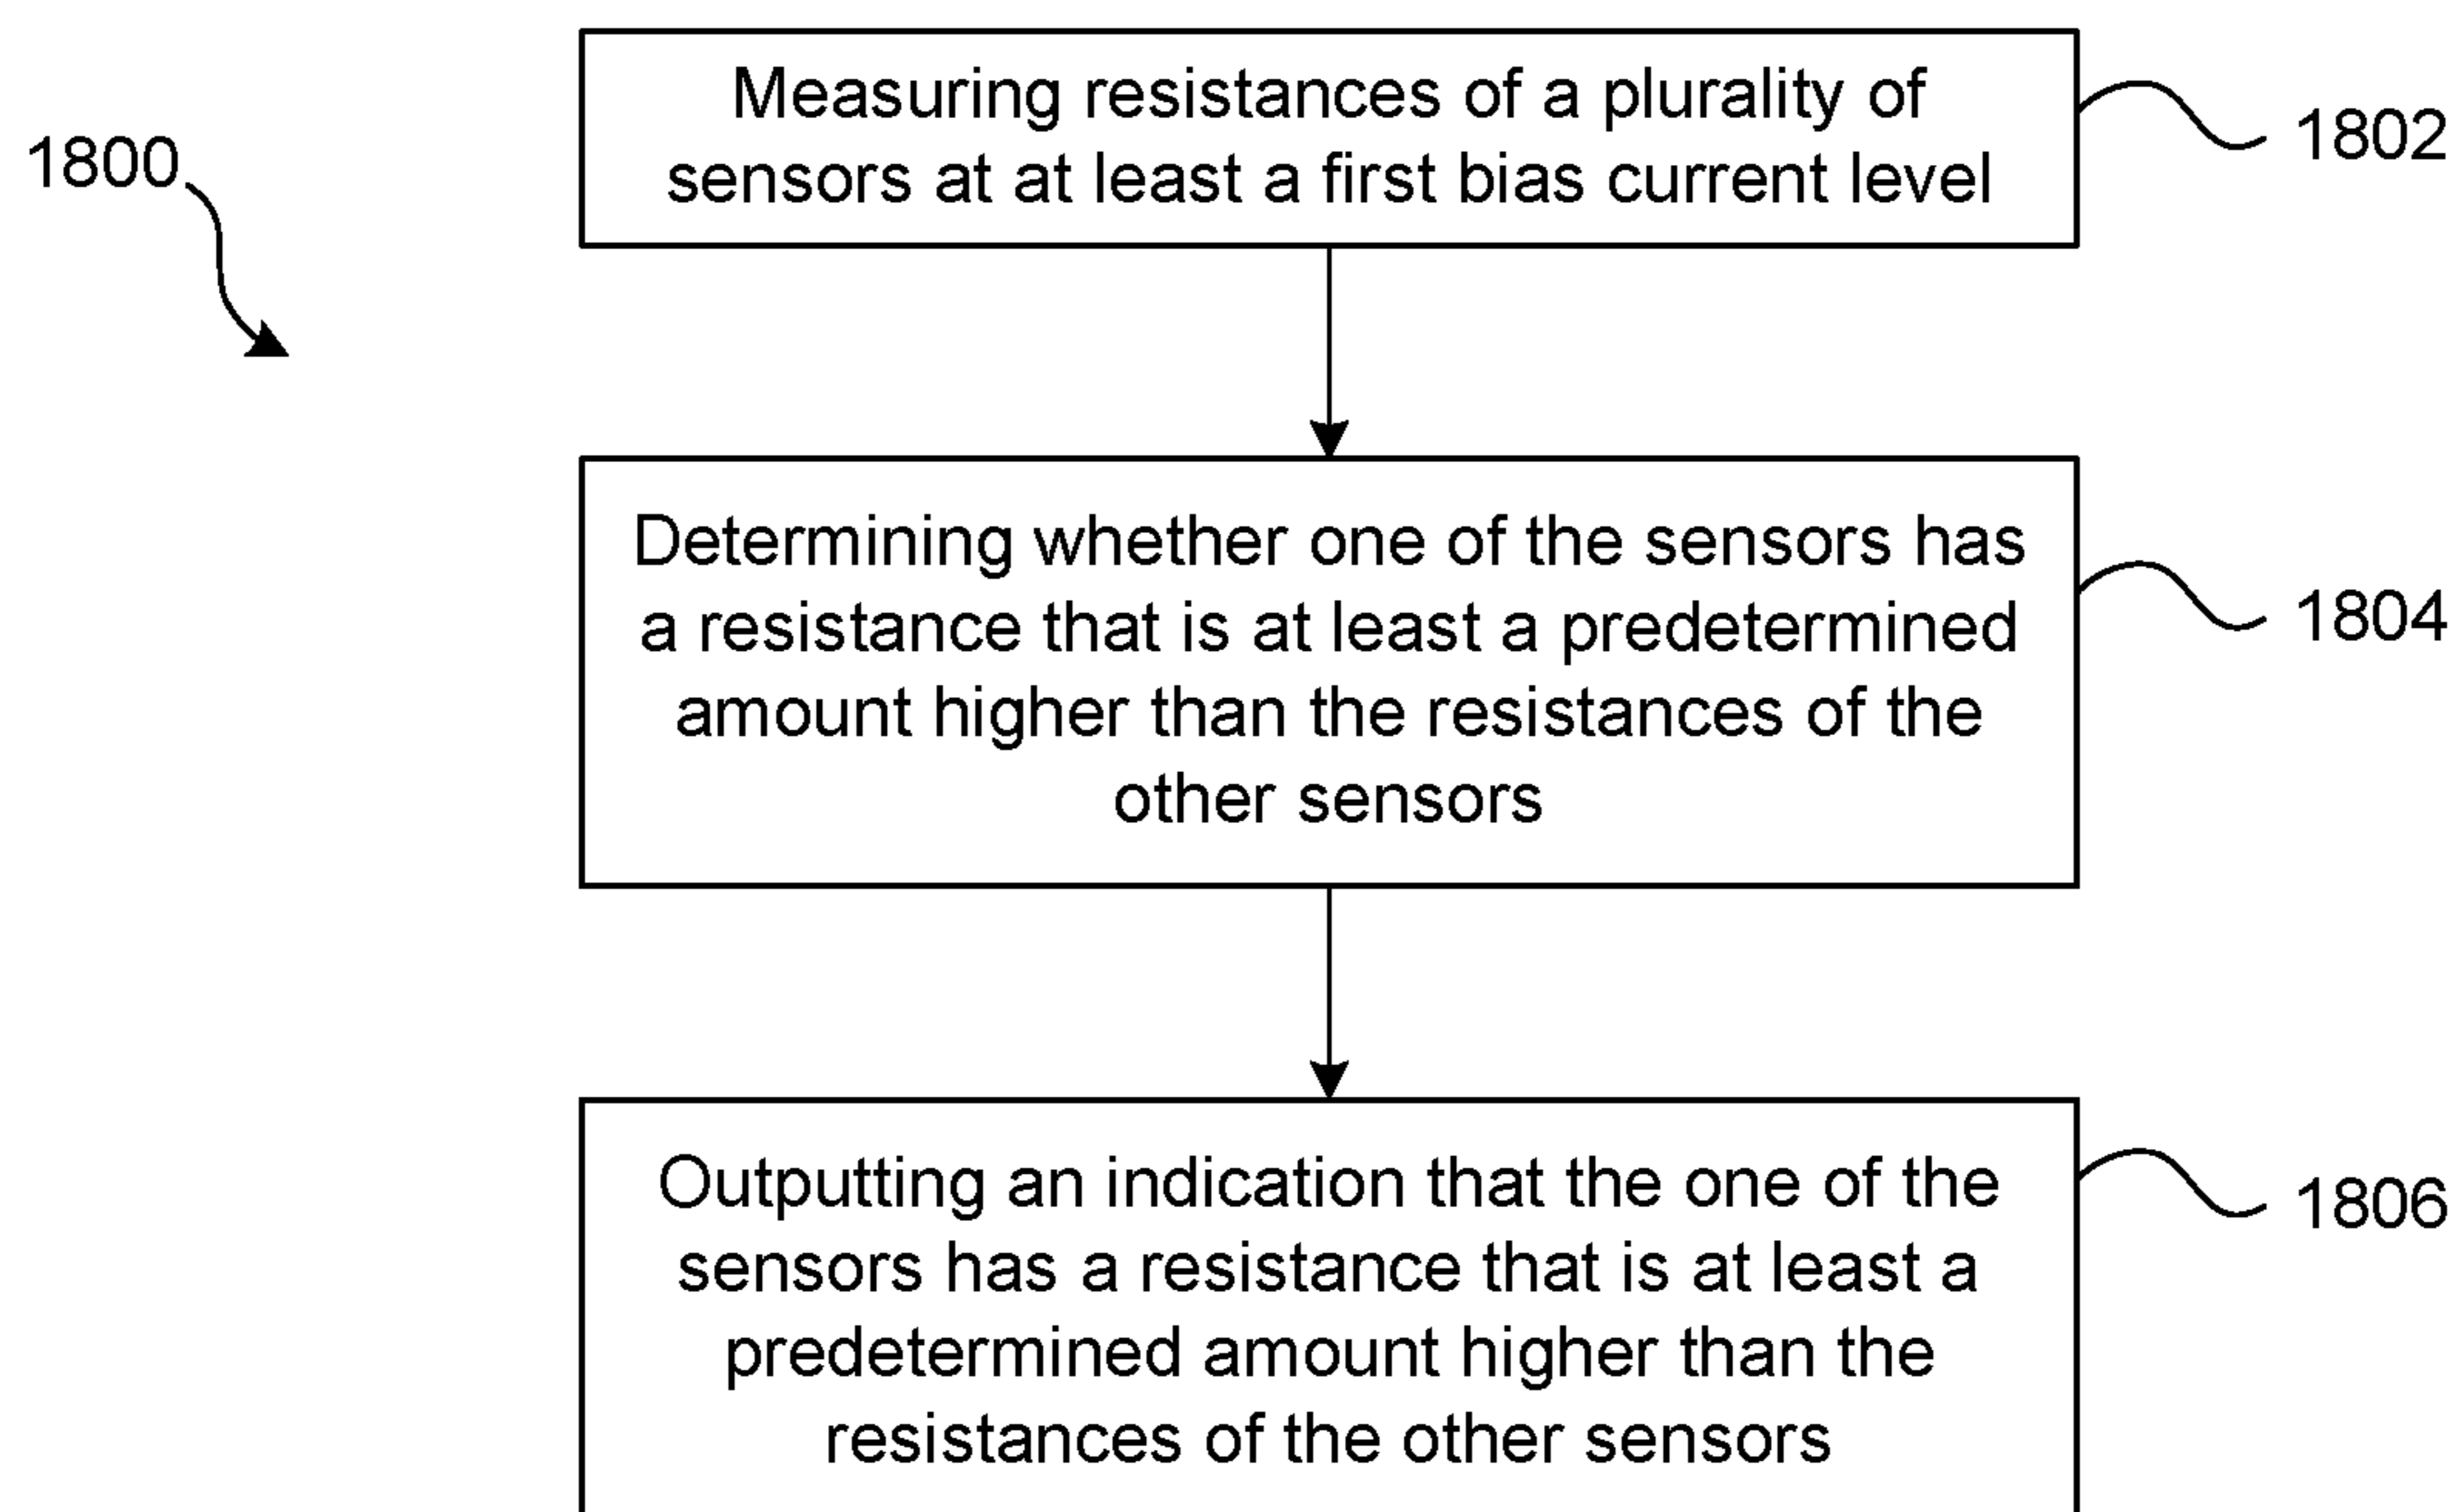 Measuring resistances of a plurality of
sensors at at least a first bias current level
1802
1800
Determining whether one of the sensors has
a resistance that is at least a predetermined
amount higher than the resistances of the
other sensors
1804
Outputting an indication that the one of the
sensors has a resistance that is at least a
predetermined amount higher than the
resistances of the other sensors
1806